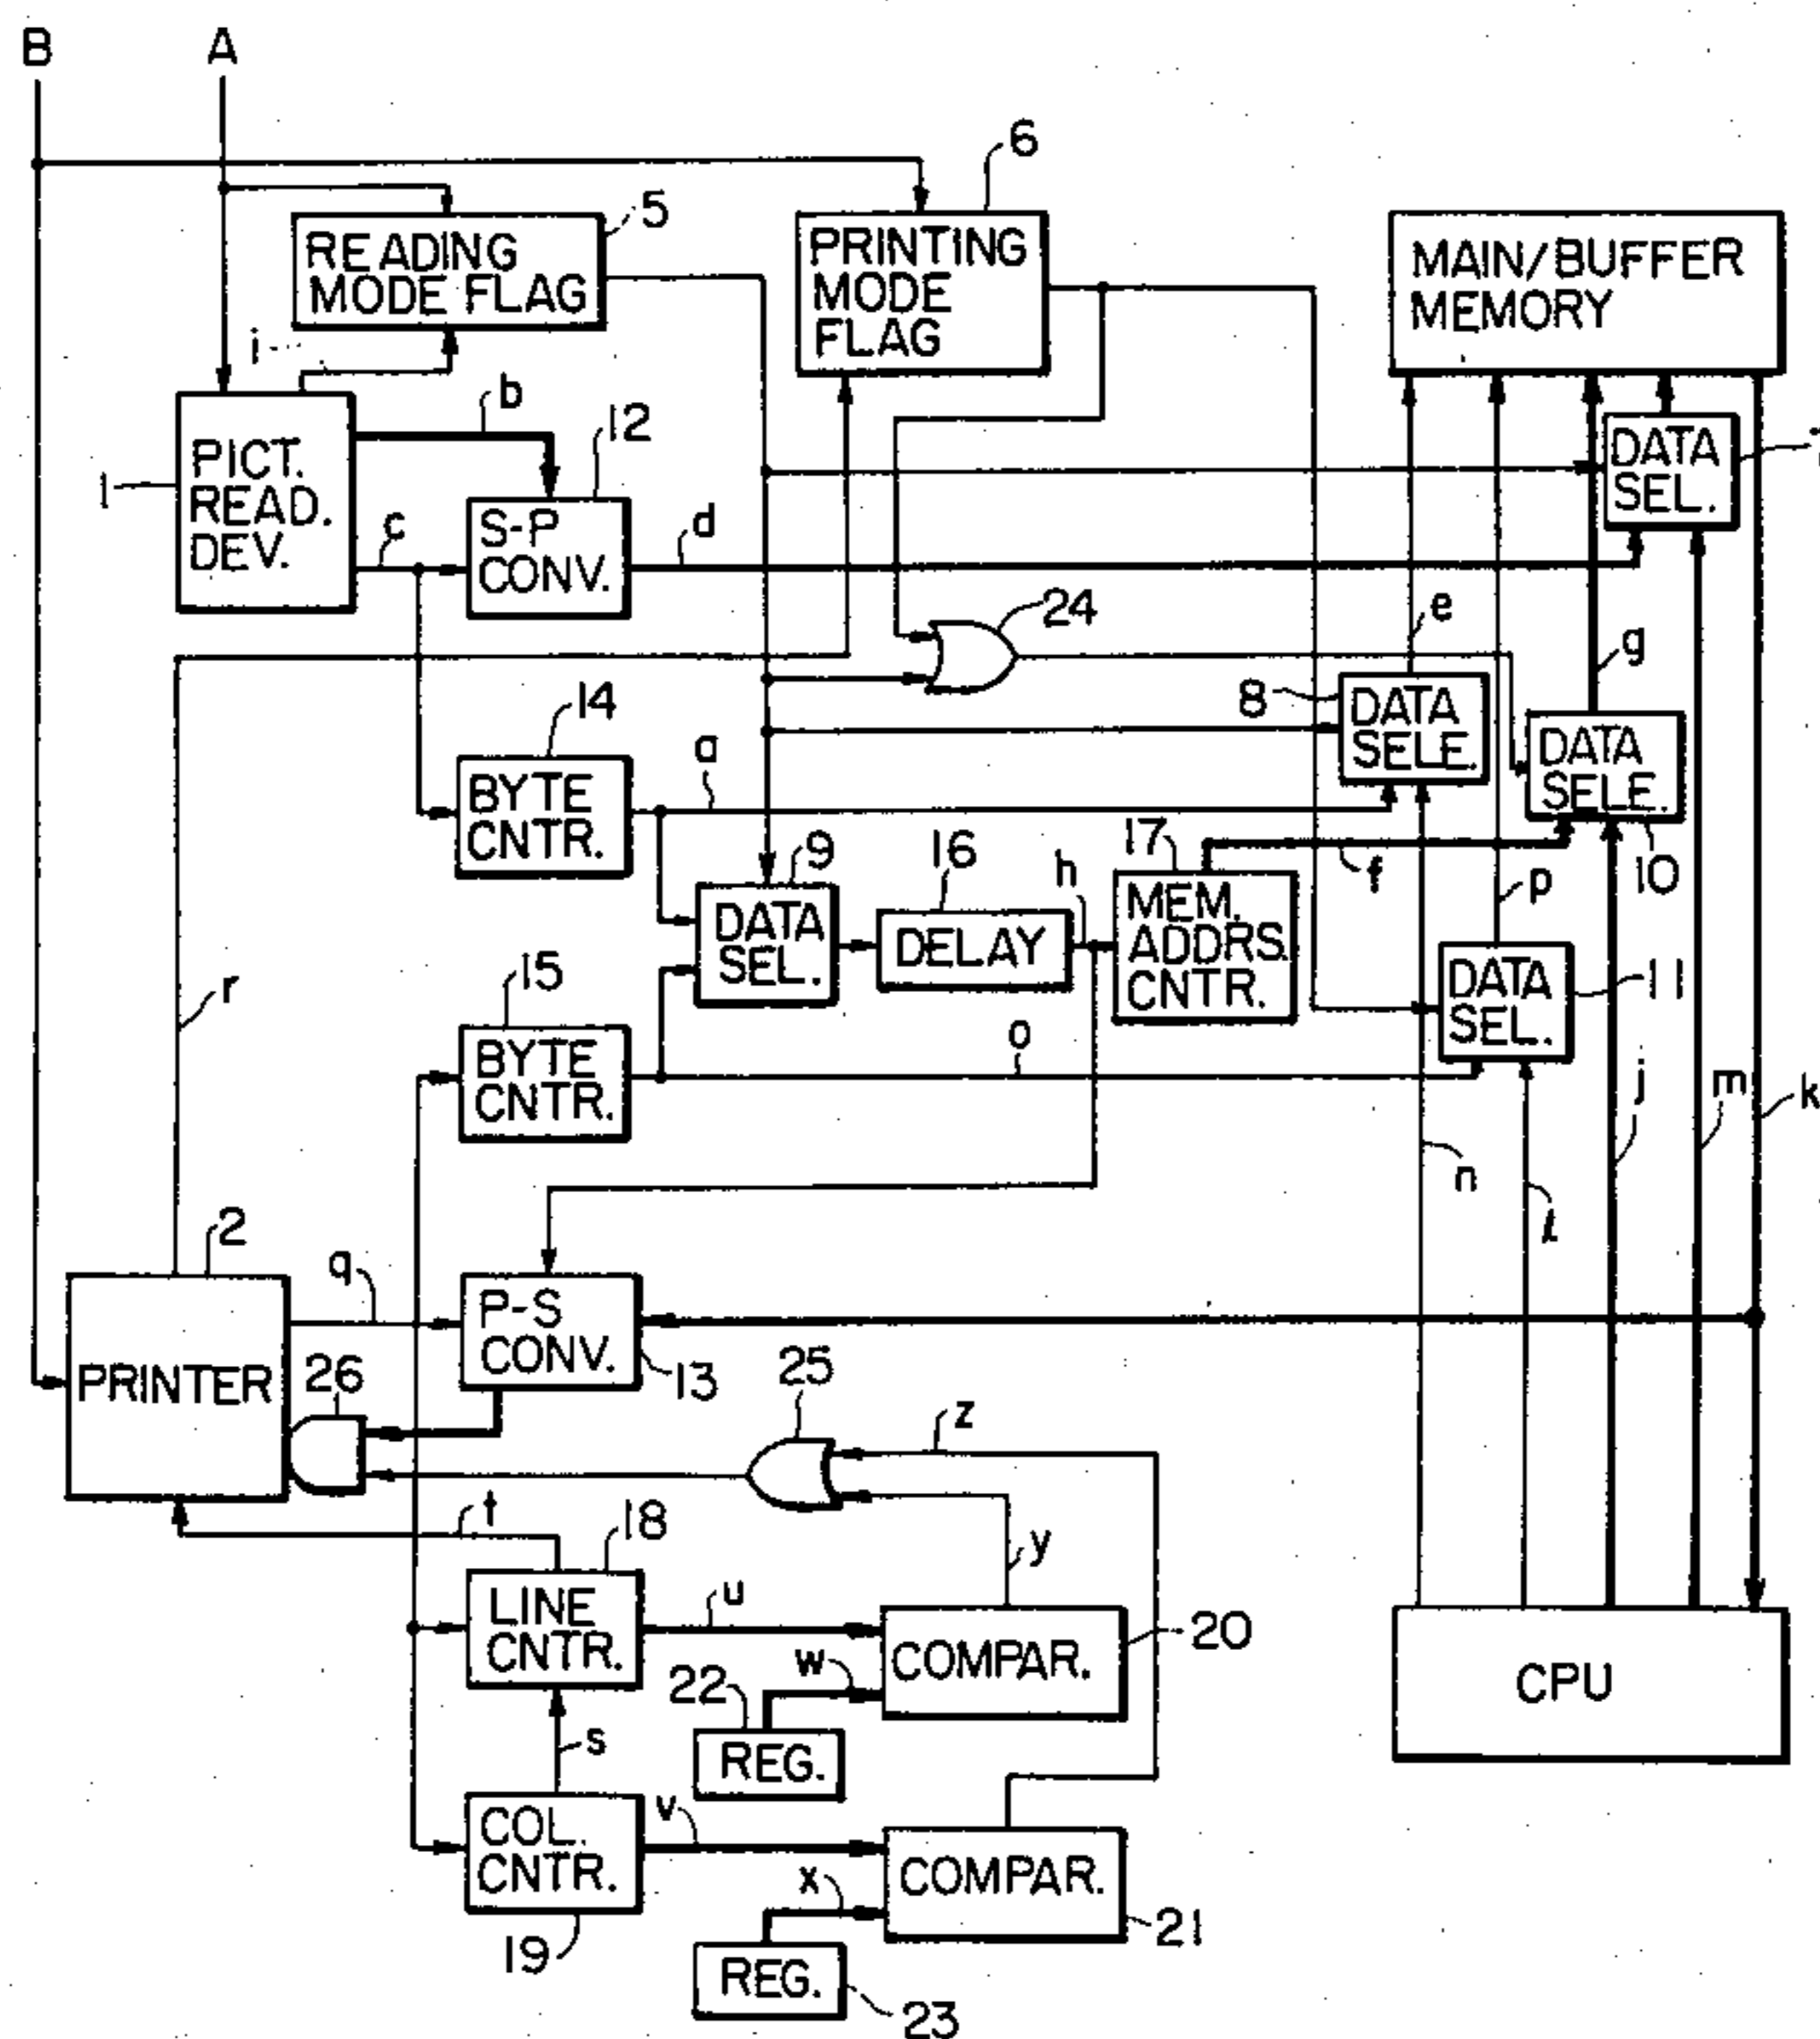 B
A
6
5
READING
MODE FLAG
PRINTING
MODE
FLAG
MAIN/BUFFER
MEMORY
i
b
12
1
PICT.
READ.
DEV.
c
S-P
CONV.
d
DATA
SEL.
24
e
g
14
BYTE
CNTR.
a
8
DATA
SELE.
DATA
SELE.
10
9
DATA
SEL.
16
DELAY
h
17
MEM.
ADDRS.
CNTR.
f
p
15
BYTE
CNTR.
o
DATA
SEL.
11
r
n
l
j
m
k
2
PRINTER
q
P-S
CONV.
13
26
25
z
t
18
LINE
CNTR.
u
y
w
COMPAR.
20
22
REG.
s
CPU
COL.
CNTR.
19
v
x
COMPAR.
21
REG.
23